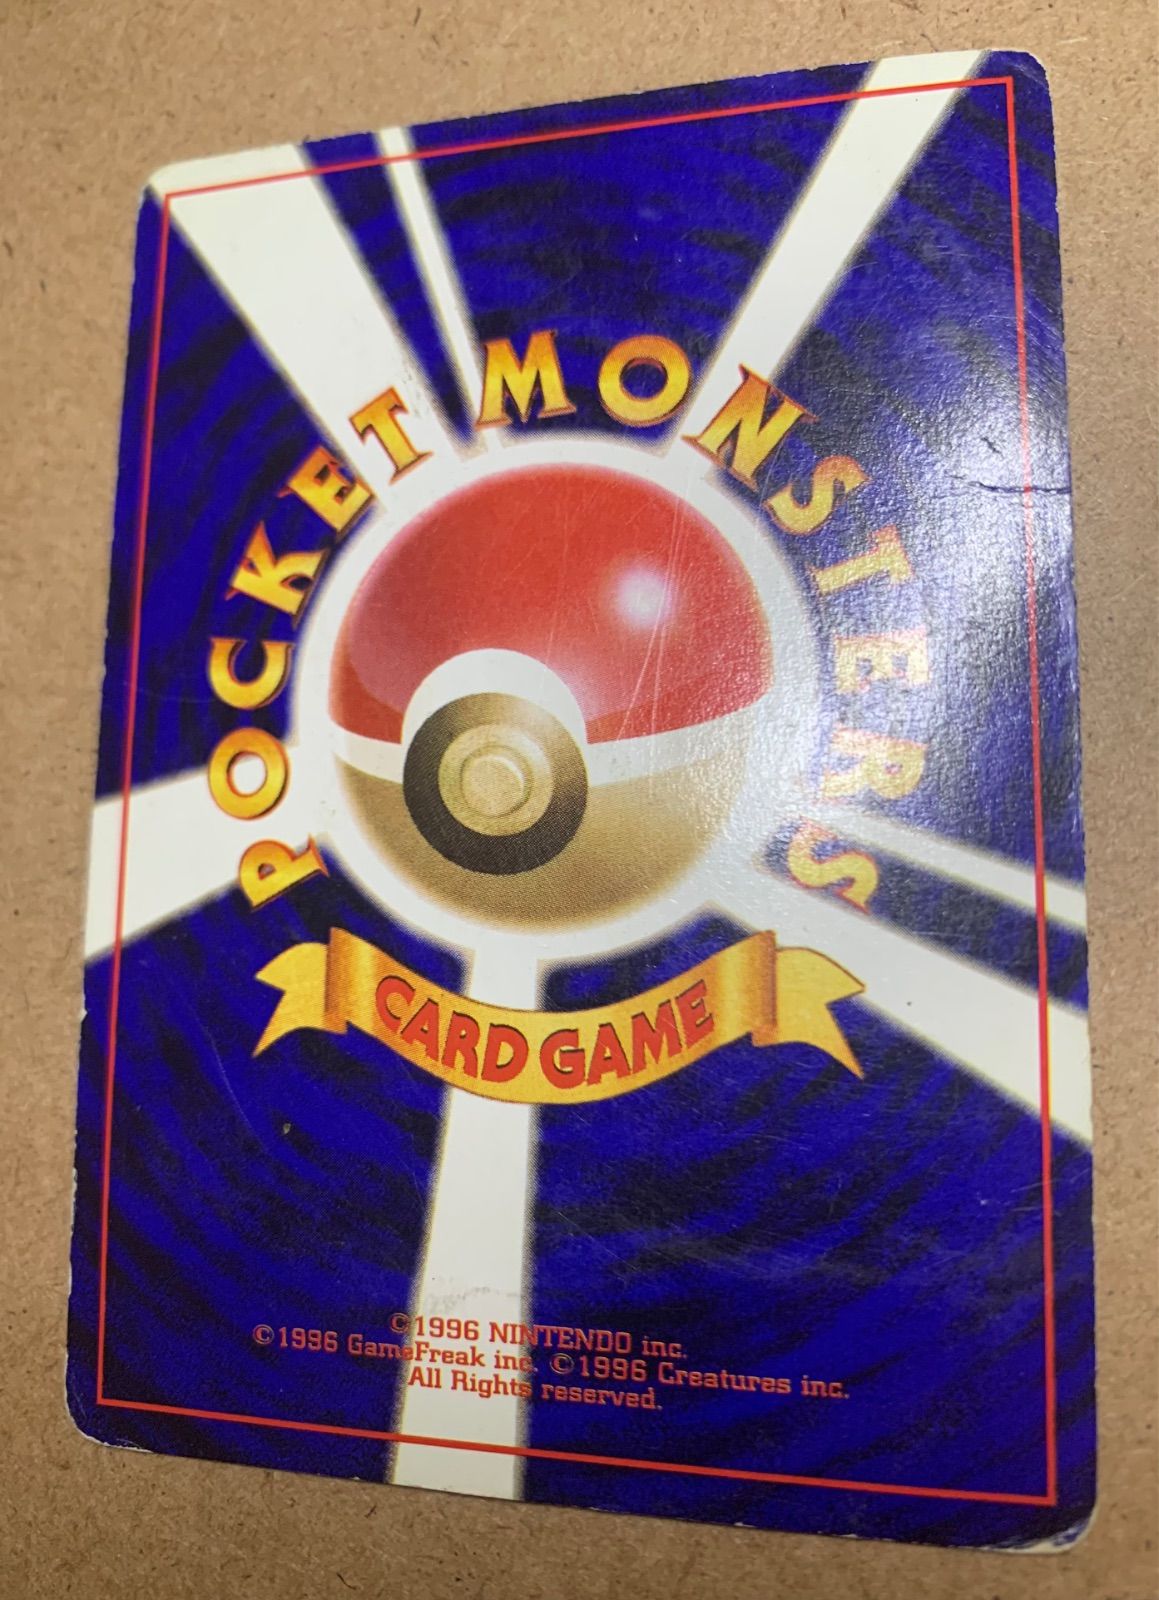 POCKET MONSTERS
CARD GAME
©1996 NINTENDO inc.
©1996 GameFreak inc. ©1996 Creatures inc.
All Rights reserved.